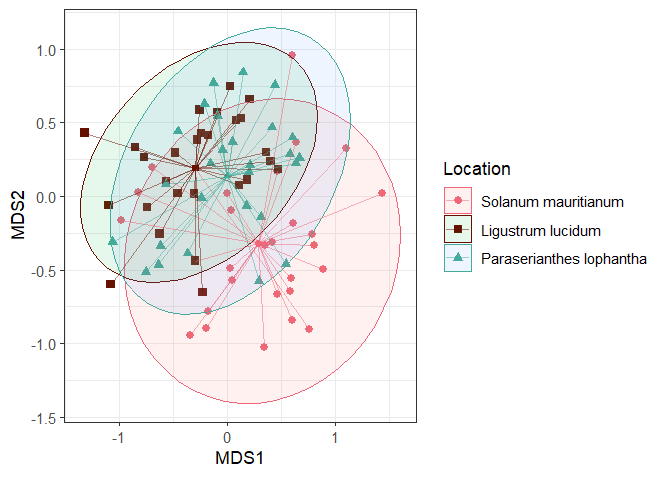 1.0
0.5
0.0
-0.5
-1.0
-1.5
MDS2
-1
0
1
MDS1
Location
Solanum mauritianum
Ligustrum lucidum
Paraserianthes lophantha